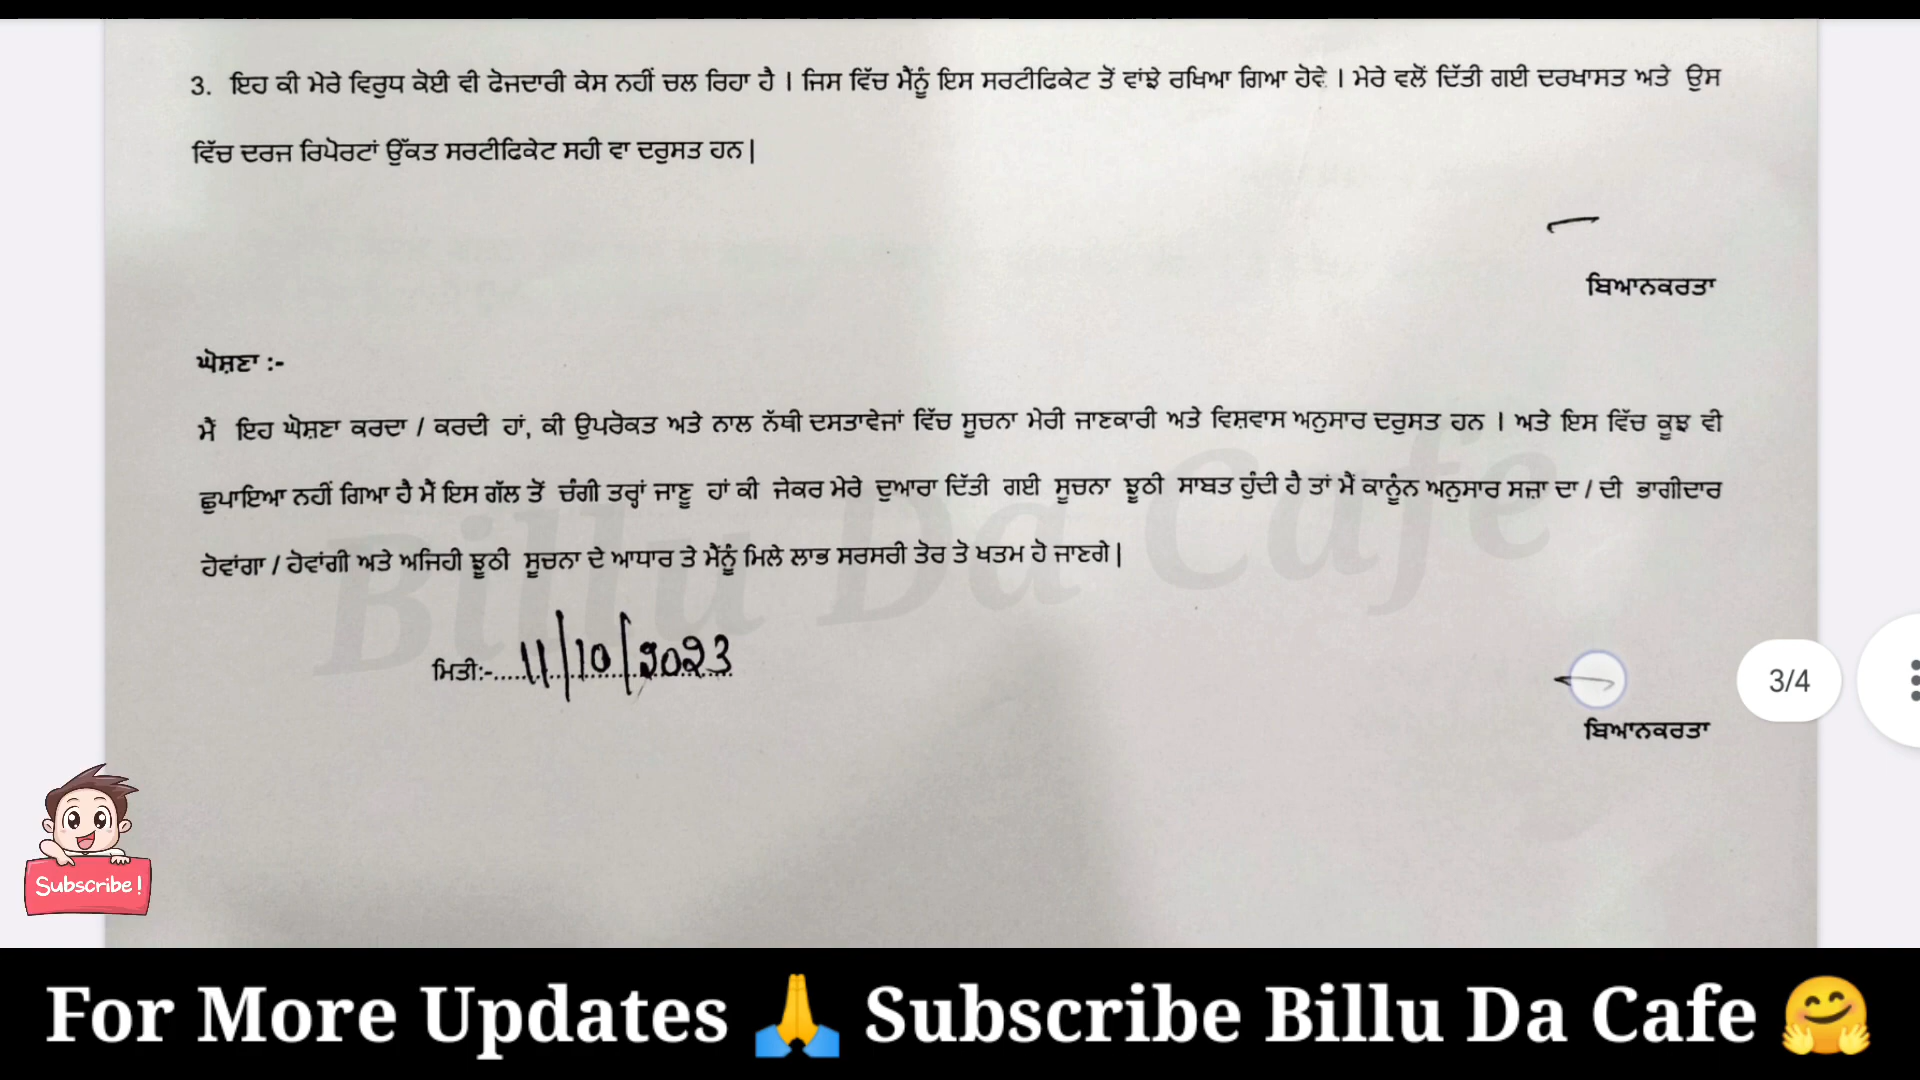 3. ਇਹ ਕੀ ਮੇਰੇ ਵਿਰੁਧ ਕੋਈ ਵੀ ਫੋਜਦਾਰੀ ਕੇਸ ਨਹੀਂ ਚਲ ਰਿਹਾ ਹੈ । ਜਿਸ ਵਿੱਚ ਮੈਨੂੰ ਇਸ ਸਰਟੀਫਿਕੇਟ ਤੋਂ ਵਾਂਝੇ ਰਖਿਆ ਗਿਆ ਹੋਵੇ । ਮੇਰੇ ਵਲੋਂ ਦਿੱਤੀ ਗਈ ਦਰਖਾਸਤ ਅਤੇ ਉਸ
ਵਿੱਚ ਦਰਜ ਰਿਪੋਰਟਾਂ ਉੱਕਤ ਸਰਟੀਫਿਕੇਟ ਸਹੀ ਵਾ ਦਰੁਸਤ ਹਨ|
ਬਿਆਨਕਰਤਾ
ਘੋਸ਼ਣਾ :-
ਮੈਂ ਇਹ ਘੋਸ਼ਣਾ ਕਰਦਾ / ਕਰਦੀ ਹਾਂ, ਕੀ ਉਪਰੋਕਤ ਅਤੇ ਨਾਲ ਨੱਥੀ ਦਸਤਾਵੇਜਾਂ ਵਿੱਚ ਸੂਚਨਾ ਮੇਰੀ ਜਾਣਕਾਰੀ ਅਤੇ ਵਿਸ਼ਵਾਸ ਅਨੁਸਾਰ ਦਰੁਸਤ ਹਨ । ਅਤੇ ਇਸ ਵਿੱਚ ਕੂਝ ਵੀ
ਛੁਪਾਇਆ ਨਹੀਂ ਗਿਆ ਹੈ ਮੈਂ ਇਸ ਗੱਲ ਤੋਂ ਚੰਗੀ ਤਰ੍ਹਾਂ ਜਾਣੂ ਹਾਂ ਕੀ ਜੇਕਰ ਮੇਰੇ ਦੁਆਰਾ ਦਿੱਤੀ ਗਈ ਸੂਚਨਾ ਝੂਠੀ ਸਾਬਤ ਹੁੰਦੀ ਹੈ ਤਾਂ ਮੈਂ ਕਾਨੂੰਨ ਅਨੁਸਾਰ ਸਜ਼ਾ ਦਾ / ਦੀ ਭਾਗੀਦਾਰ
ਹੋਵਾਂਗਾ / ਹੋਵਾਂਗੀ ਅਤੇ ਅਜਿਹੀ ਝੂਠੀ ਸੂਚਨਾ ਦੇ ਆਧਾਰ ਤੇ ਮੈਨੂੰ ਮਿਲੇ ਲਾਭ ਸਰਸਰੀ ਤੋਰ ਤੋ ਖਤਮ ਹੋ ਜਾਣਗੇ|
Billu Da Cafe
ਮਿਤੀ:-....11/10/2023
3/4
ਬਿਆਨਕਰਤਾ
Subscribe!
For More Updates 🙏 Subscribe Billu Da Cafe 🤗